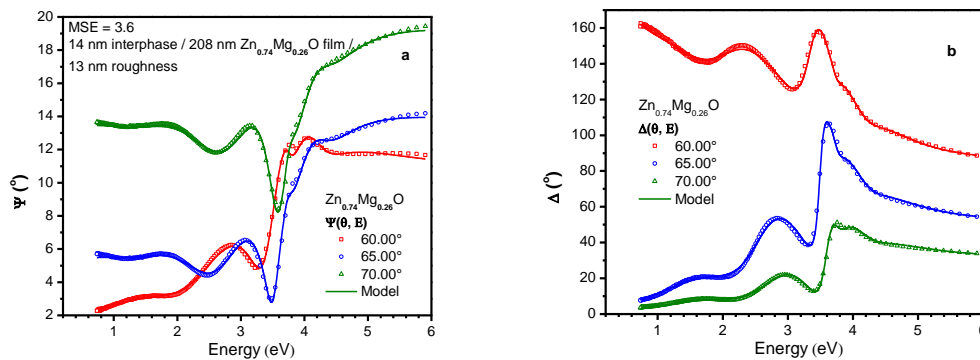 MSE = 3.6
14 nm interphase / 208 nm Zn0.74Mg0.26O film /
13 nm roughness
a
Zn0.74Mg0.26O
Ψ(θ, E)
60.00°
65.00°
70.00°
Model
20
18
16
14
12
10
8
6
4
2
1 2 3 4 5 6
Ψ (°)
Energy (eV)
b
Zn0.74Mg0.26O
Δ(θ, E)
60.00°
65.00°
70.00°
Model
160
140
120
100
80
60
40
20
0
1 2 3 4 5
Δ (°)
Energy (eV)